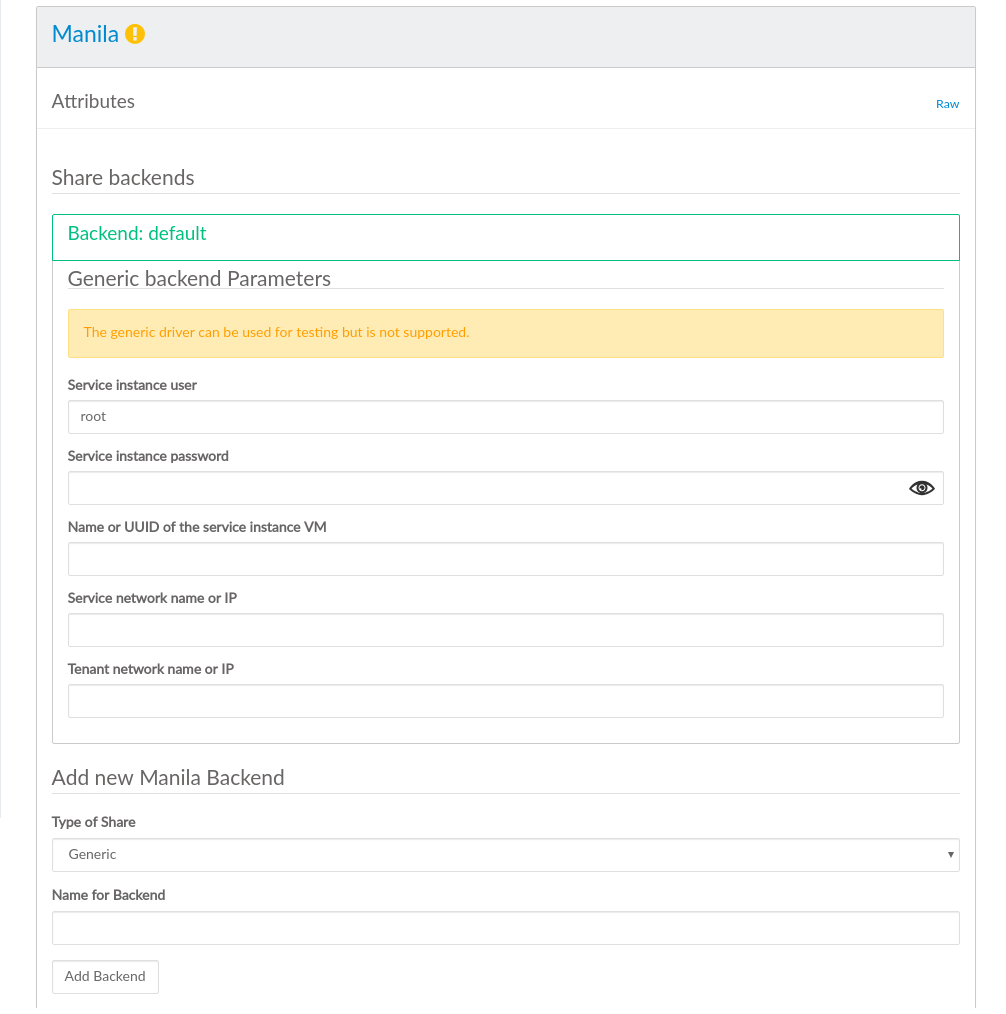 Manila
Attributes
Raw
Share backends
Backend: default
Generic backend Parameters
The generic driver can be used for testing but is not supported.
Service instance user
root
Service instance password
Name or UUID of the service instance VM
Service network name or IP
Tenant network name or IP
Add new Manila Backend
Type of Share
Generic
Name for Backend
Add Backend